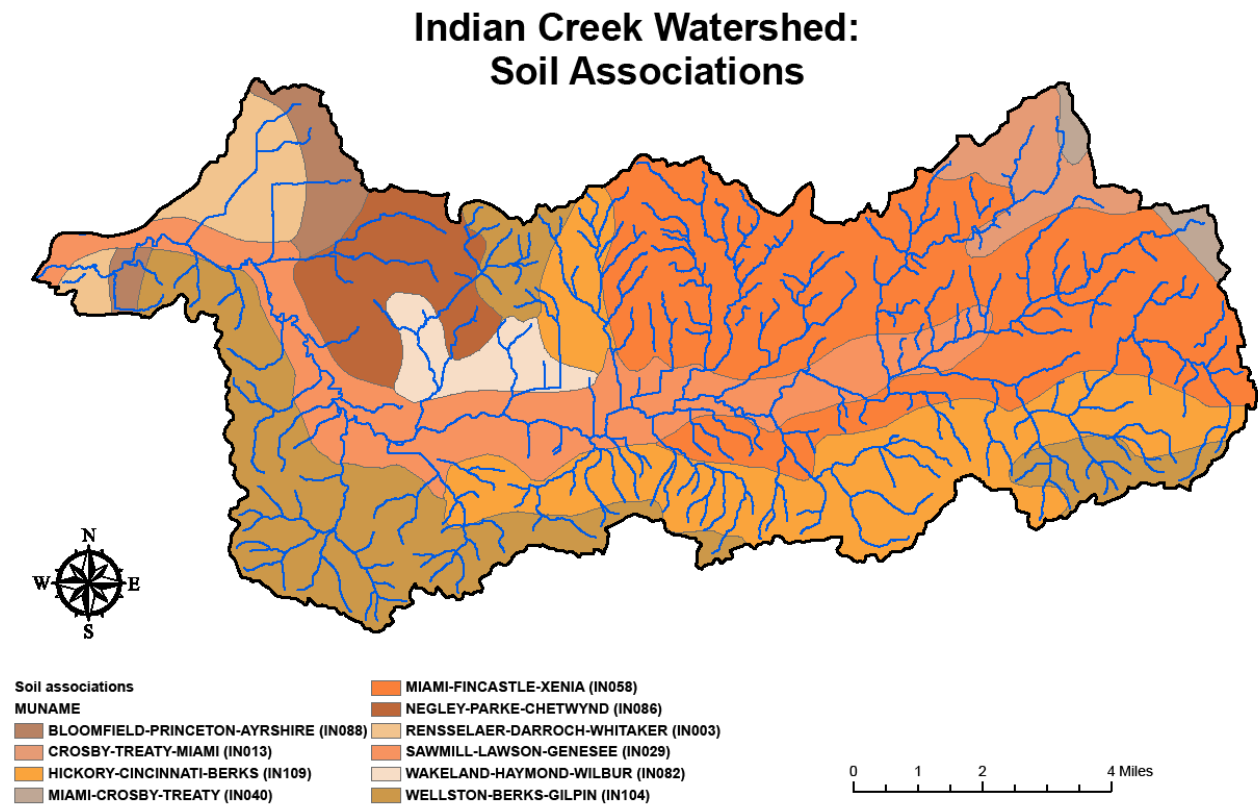 Indian Creek Watershed:
Soil Associations
N
W E
S
Soil associations
MUNAME
BLOOMFIELD-PRINCETON-AYRSHIRE (IN088)
CROSBY-TREATY-MIAMI (IN013)
HICKORY-CINCINNATI-BERKS (IN109)
MIAMI-CROSBY-TREATY (IN040)
MIAMI-FINCASTLE-XENIA (IN058)
NEGLEY-PARKE-CHETWYND (IN086)
RENSSELAER-DARROCH-WHITAKER (IN003)
SAWMILL-LAWSON-GENESEE (IN029)
WAKELAND-HAYMOND-WILBUR (IN082)
WELLSTON-BERKS-GILPIN (IN104)
0 1 2 4 Miles